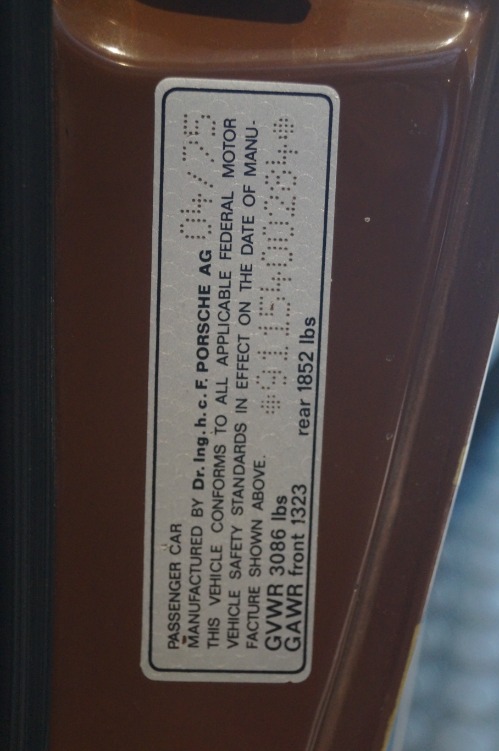 PASSENGER CAR
MANUFACTURED BY Dr. Ing. h. c. F. PORSCHE AG 04/75
THIS VEHICLE CONFORMS TO ALL APPLICABLE FEDERAL MOTOR
VEHICLE SAFETY STANDARDS IN EFFECT ON THE DATE OF MANU-
FACTURE SHOWN ABOVE. *9115400284*
GVWR 3086 lbs
GAWR front 1323 rear 1852 lbs